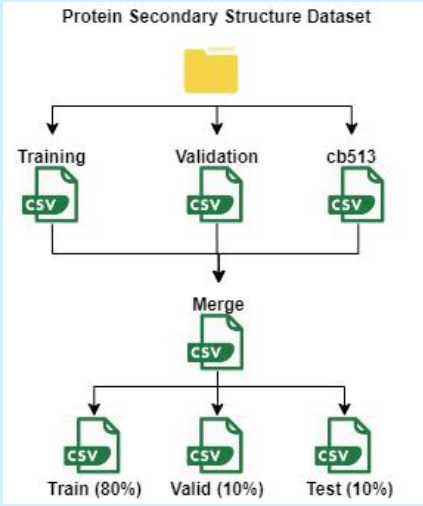 Protein Secondary Structure Dataset
Training Validation cb513
CSV CSV CSV
Merge
CSV
CSV CSV CSV
Train (80%) Valid (10%) Test (10%)